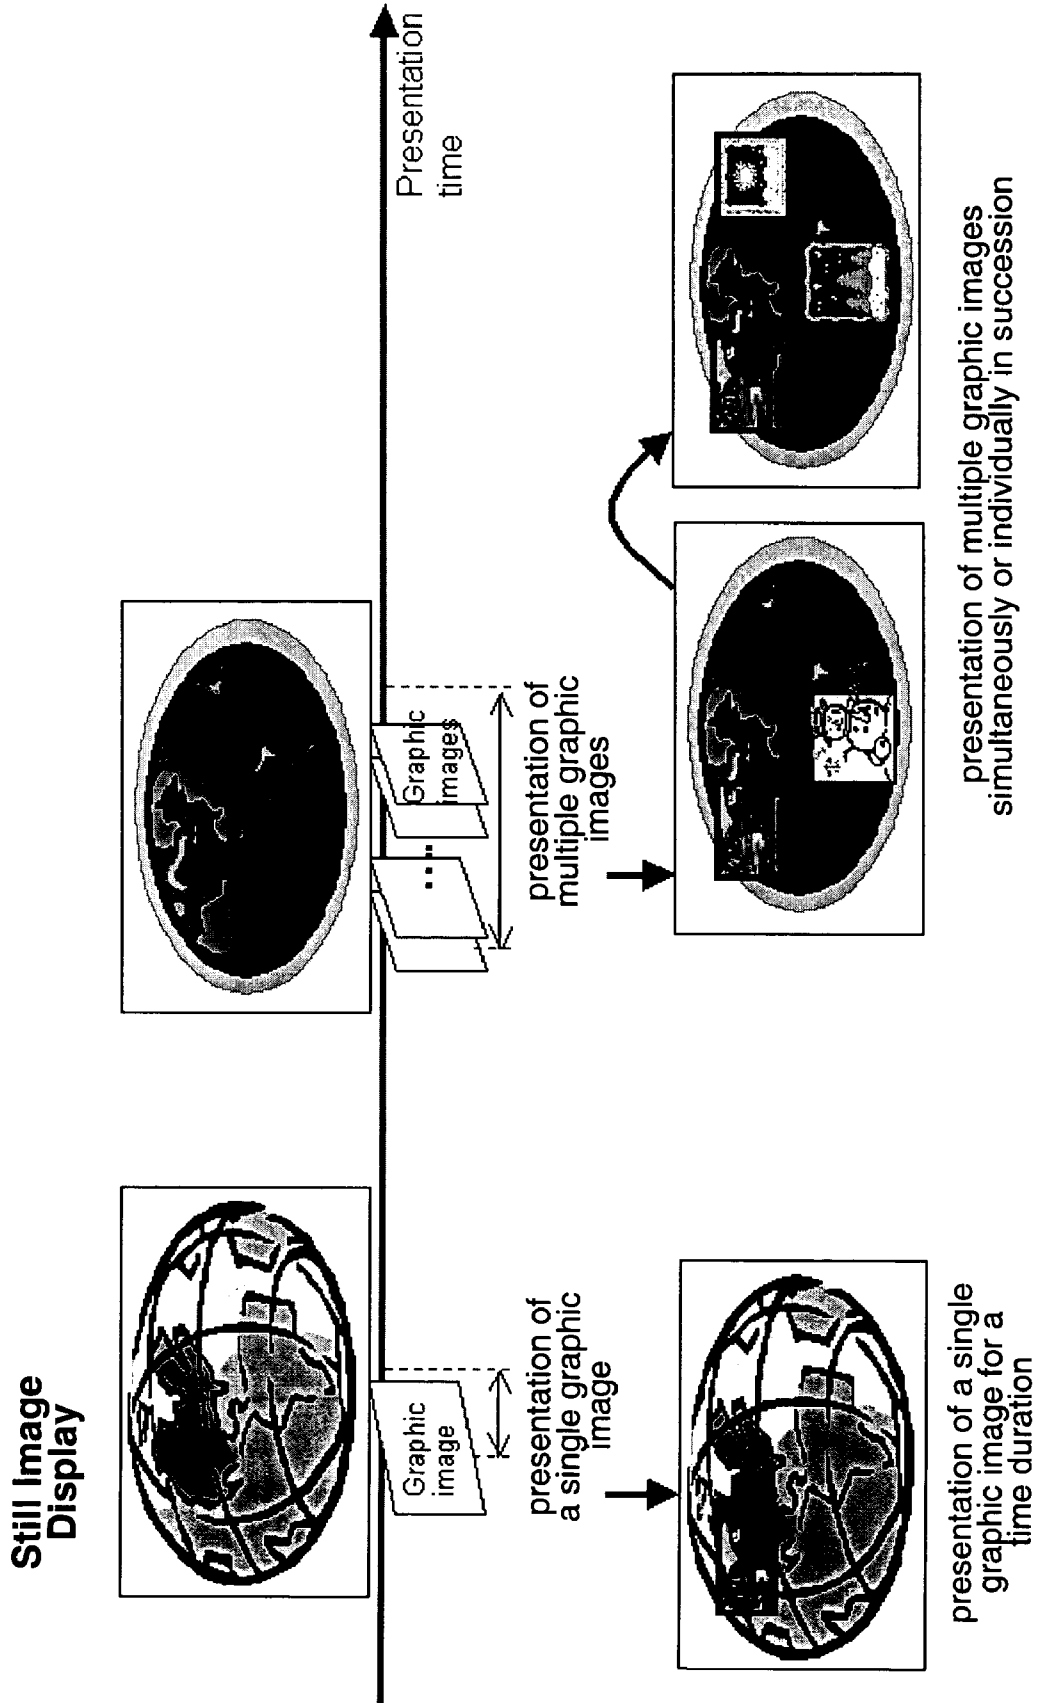 Still Image
Display
Presentation
time
Graphic
image
Graphic
images
presentation of
a single graphic
image
presentation of
multiple graphic
images
presentation of a single
graphic image for a
time duration
presentation of multiple graphic images
simultaneously or individually in succession